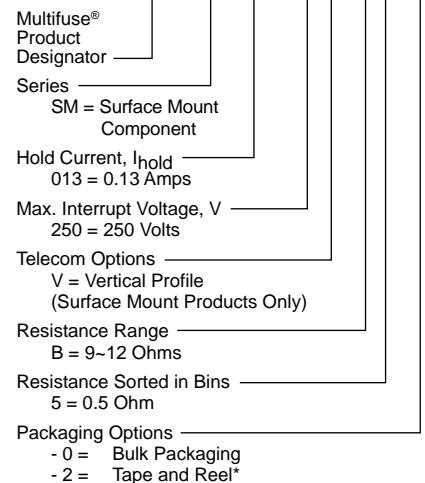 Multifuse®
Product
Designator
Series
SM = Surface Mount
Component
Hold Current, Ihold
013 = 0.13 Amps
Max. Interrupt Voltage, V
250 = 250 Volts
Telecom Options
V = Vertical Profile
(Surface Mount Products Only)
Resistance Range
B = 9~12 Ohms
Resistance Sorted in Bins
5 = 0.5 Ohm
Packaging Options
- 0 = Bulk Packaging
- 2 = Tape and Reel*